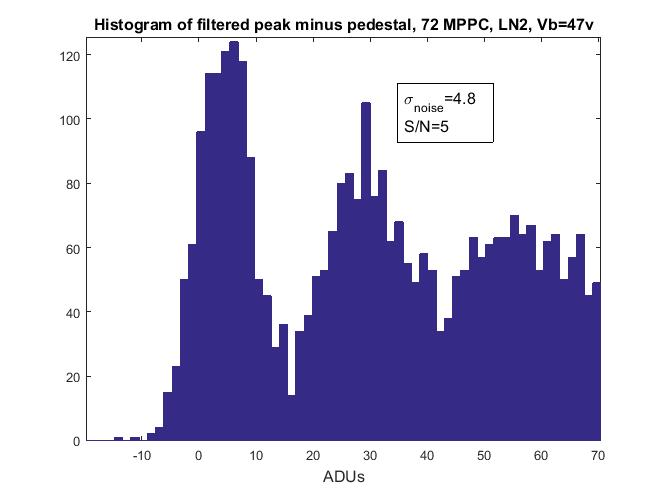 Histogram of filtered peak minus pedestal, 72 MPPC, LN2, Vb=47v
120
100
80
60
40
20
0
σnoise=4.8
S/N=5
-10 0 10 20 30 40 50 60 70
ADUs